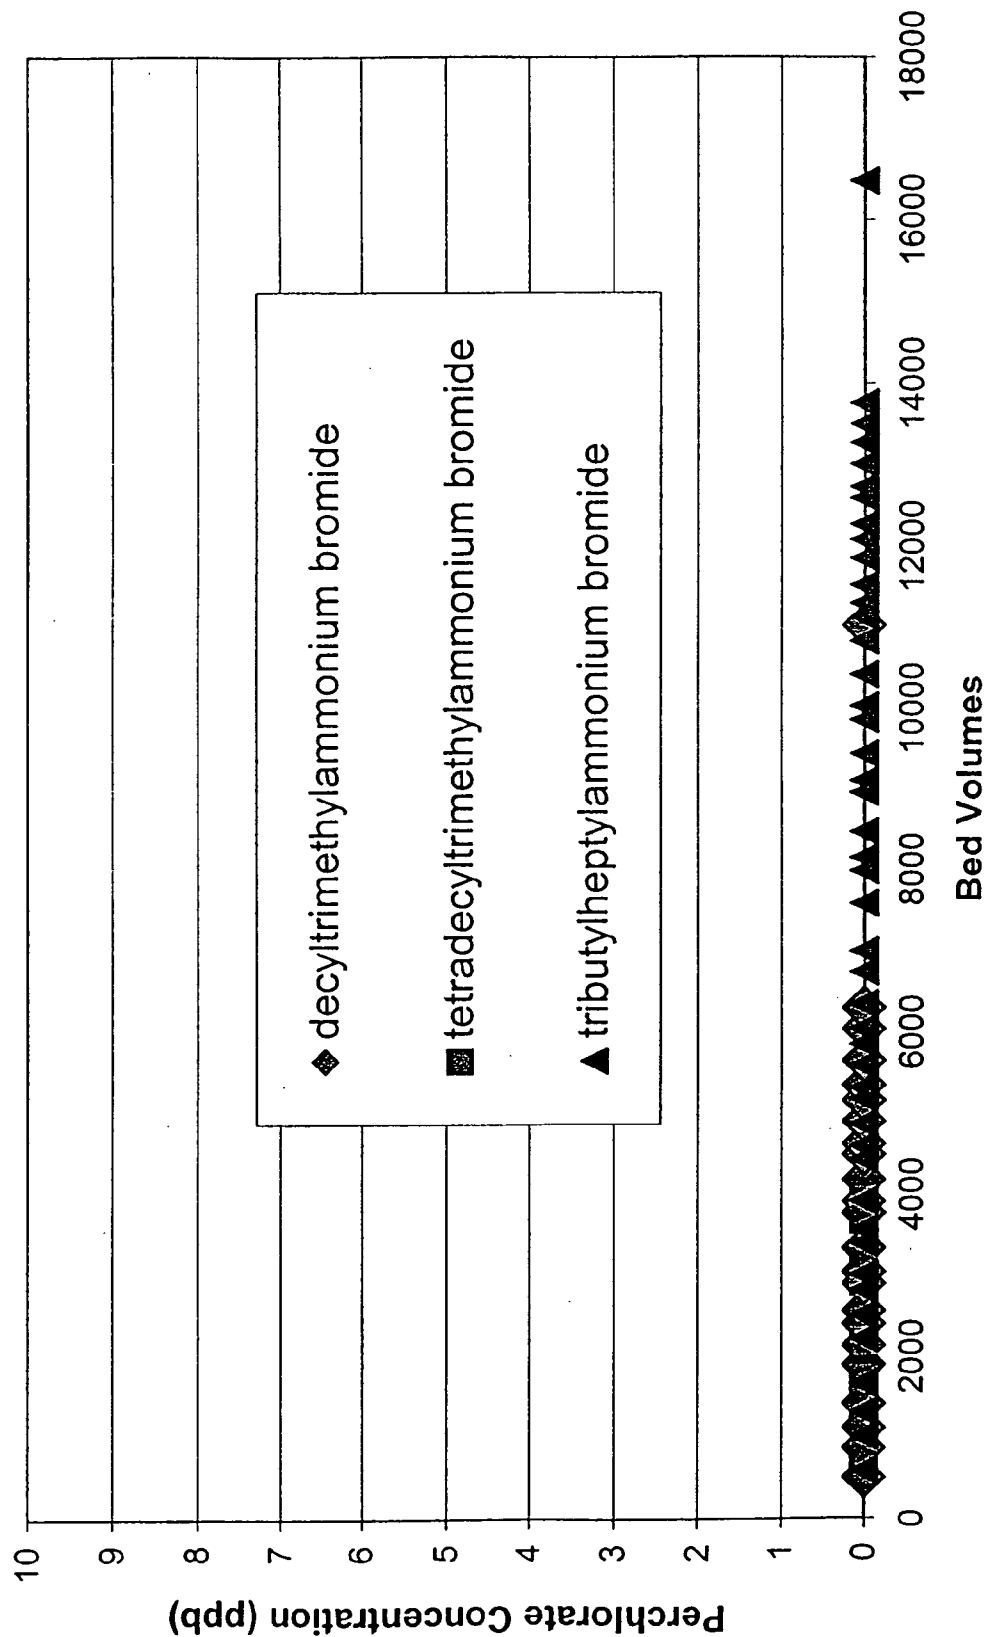 Perchlorate Concentration (ppb)
10
9
8
7
6
5
4
3
2
1
0
decyltrimethylammonium bromide
tetradecyltrimethylammonium bromide
tributylheptylammonium bromide
0 2000 4000 6000 8000 10000 12000 14000 16000 18000
Bed Volumes